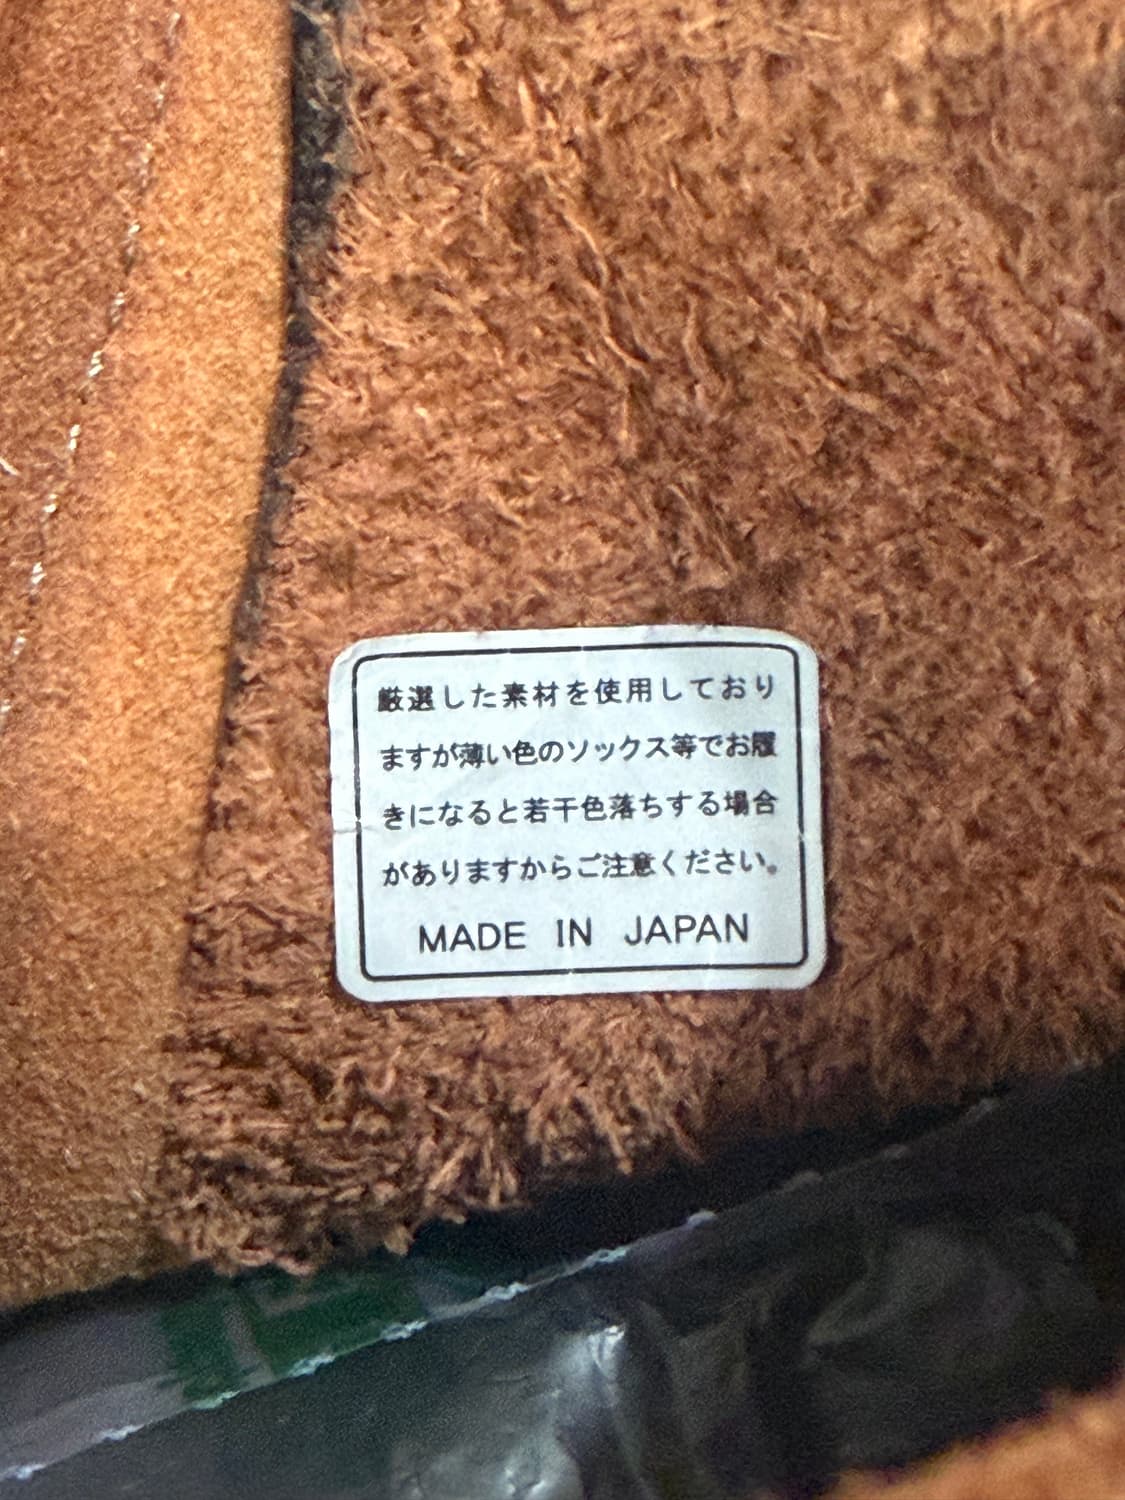 厳選した素材を使用しており
ますが薄い色のソックス等でお履
きになると若干色落ちする場合
がありますからご注意ください。
MADE IN JAPAN